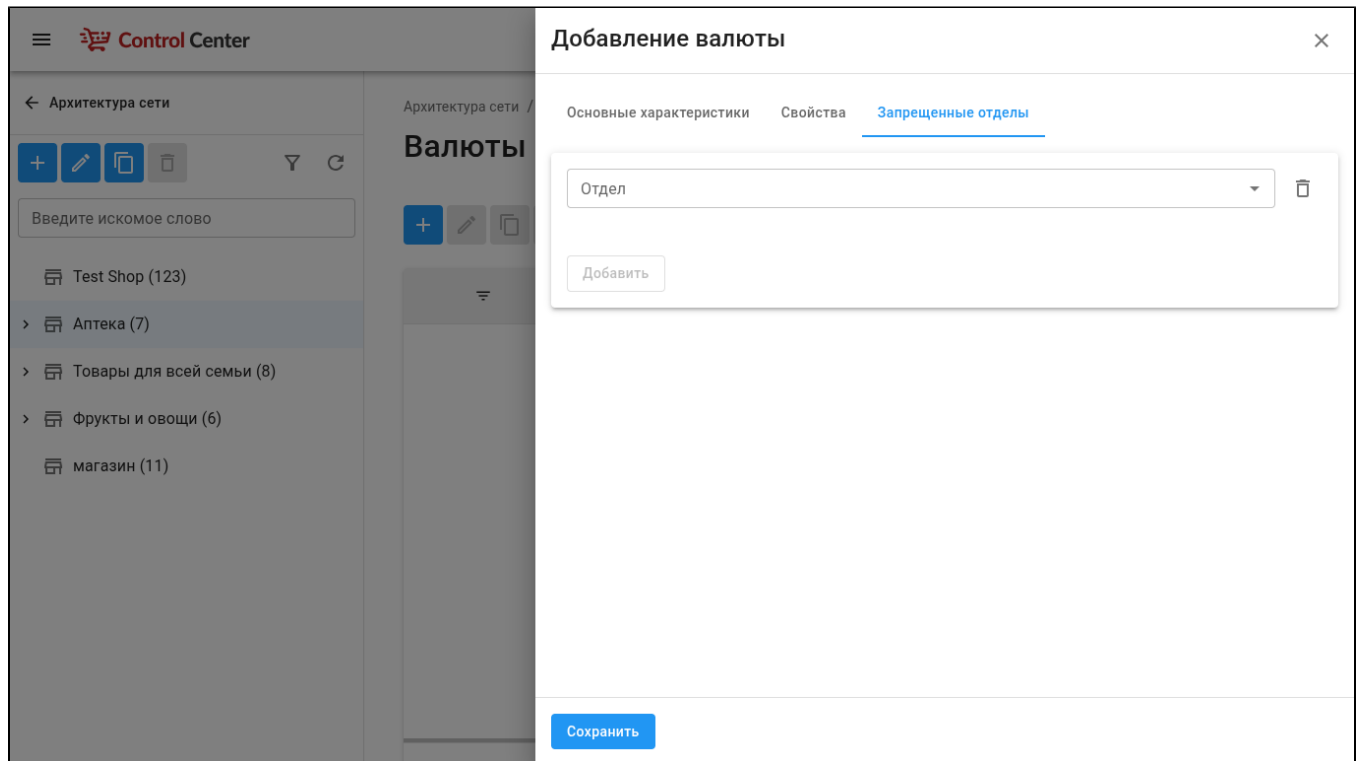 Control Center
Архитектура сети
Введите искомое слово
Test Shop (123)
Аптека (7)
Товары для всей семьи (8)
Фрукты и овощи (6)
магазин (11)
Архитектура сети /
Валюты
Добавление валюты
Основные характеристики Свойства Запрещенные отделы
Отдел
Добавить
Сохранить